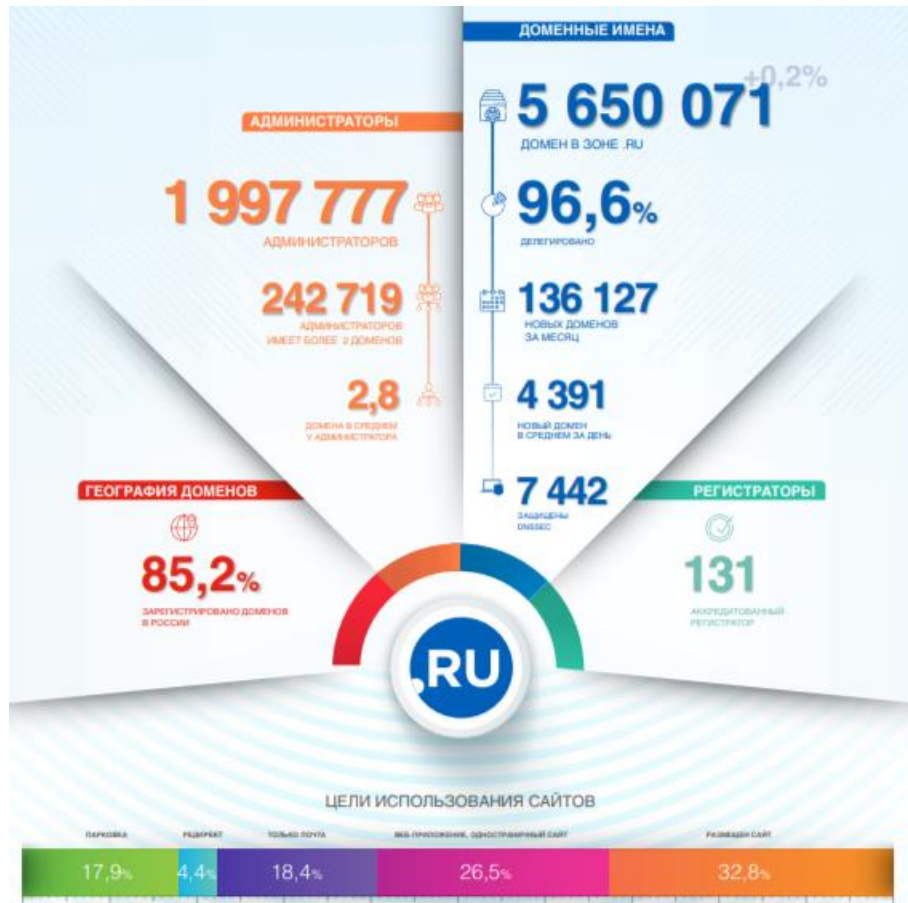 ДОМЕННЫЕ ИМЕНА
+0,2%
5 650 071
ДОМЕН В ЗОНЕ .RU
96,6%
ДЕЛЕГИРОВАНО
136 127
НОВЫХ ДОМЕНОВ
ЗА МЕСЯЦ
4 391
НОВЫЙ ДОМЕН
В СРЕДНЕМ ЗА ДЕНЬ
7 442
ЗАЩИЩЕНЫ
DNSSEC
АДМИНИСТРАТОРЫ
1 997 777
АДМИНИСТРАТОРОВ
242 719
АДМИНИСТРАТОРОВ
ИМЕЕТ БОЛЕЕ 2 ДОМЕНОВ
2,8
ДОМЕНА В СРЕДНЕМ
У АДМИНИСТРАТОРА
ГЕОГРАФИЯ ДОМЕНОВ
85,2%
ЗАРЕГИСТРИРОВАНО ДОМЕНОВ
В РОССИИ
РЕГИСТРАТОРЫ
131
АККРЕДИТОВАННЫЙ
РЕГИСТРАТОР
.RU
ЦЕЛИ ИСПОЛЬЗОВАНИЯ САЙТОВ
ПАРКОВКА РЕДИРЕКТ ТОЛЬКО ПОЧТА ВЕБ-ПРИЛОЖЕНИЕ, ОДНОСТРАНИЧНЫЙ САЙТ РАЗМЕЩЕН САЙТ
17,9% 4,4% 18,4% 26,5% 32,8%